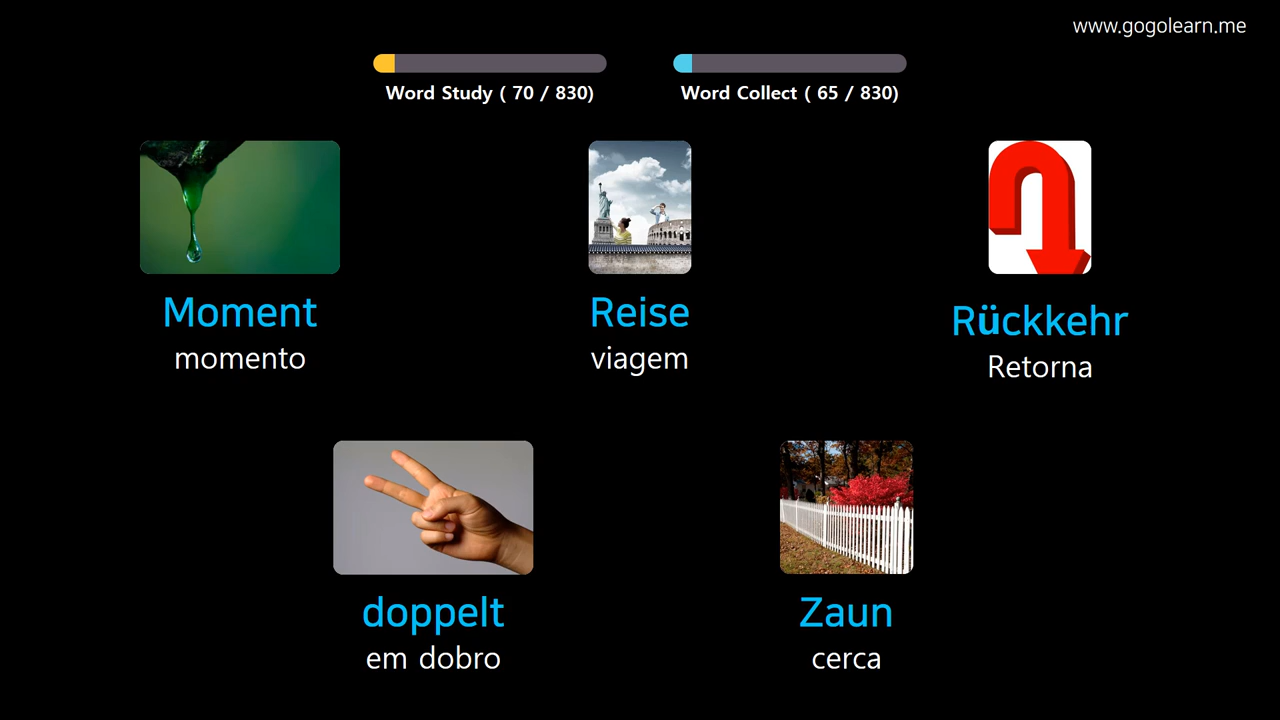 www.gogolearn.me
Word Study ( 70 / 830)
Word Collect ( 65 / 830)
Moment
momento
Reise
viagem
Rückkehr
Retorna
doppelt
em dobro
Zaun
cerca